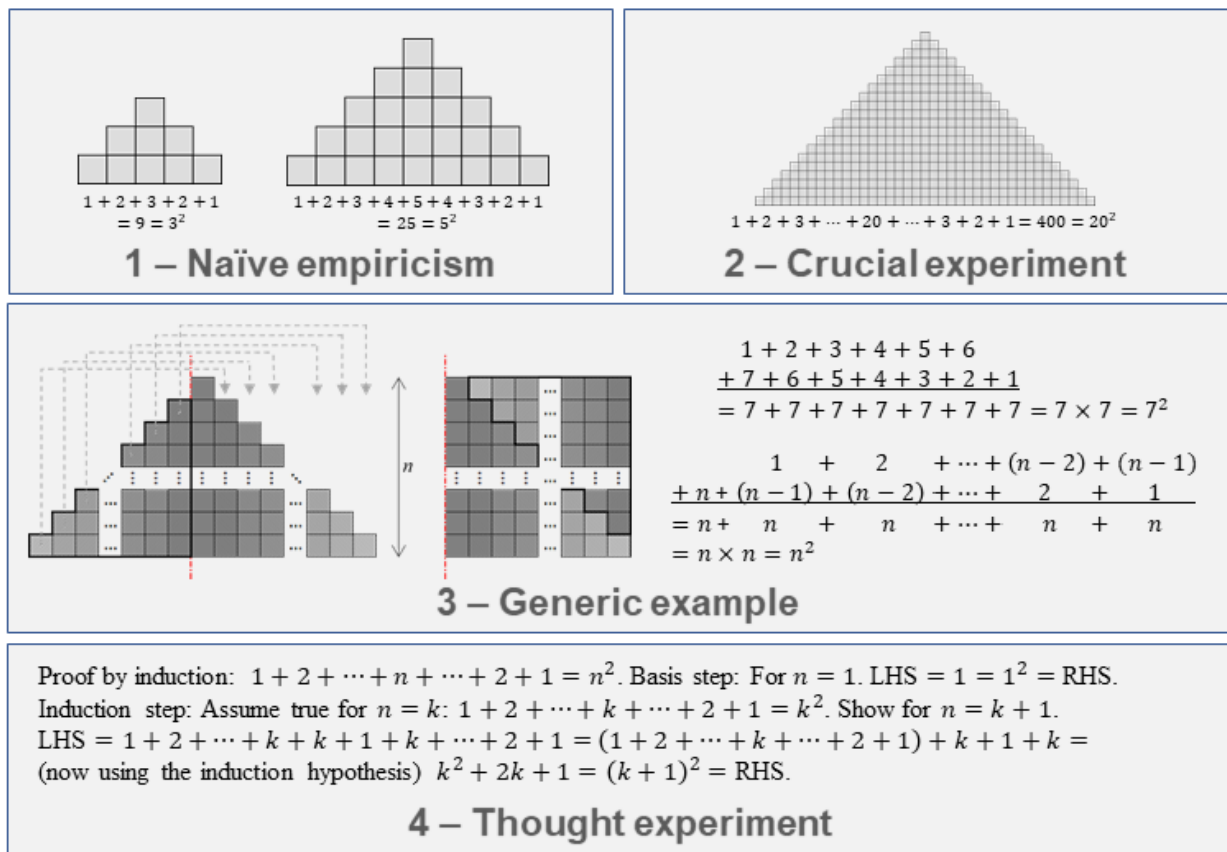 1 + 2 + 3 + 2 + 1
= 9 = 3²
1 + 2 + 3 + 4 + 5 + 4 + 3 + 2 + 1
= 25 = 5²
1 – Naïve empiricism
1 + 2 + 3 + ⋯ + 20 + ⋯ + 3 + 2 + 1 = 400 = 20²
2 – Crucial experiment
n
1 + 2 + 3 + 4 + 5 + 6
+ 7 + 6 + 5 + 4 + 3 + 2 + 1
= 7 + 7 + 7 + 7 + 7 + 7 + 7 = 7 × 7 = 7²
1 + 2 + ⋯ + (n − 2) + (n − 1)
+ n + (n − 1) + (n − 2) + ⋯ + 2 + 1
= n + n + n + ⋯ + n + n
= n × n = n²
3 – Generic example
Proof by induction: 1 + 2 + ⋯ + n + ⋯ + 2 + 1 = n². Basis step: For n = 1. LHS = 1 = 1² = RHS.
Induction step: Assume true for n = k: 1 + 2 + ⋯ + k + ⋯ + 2 + 1 = k². Show for n = k + 1.
LHS = 1 + 2 + ⋯ + k + k + 1 + k + ⋯ + 2 + 1 = (1 + 2 + ⋯ + k + ⋯ + 2 + 1) + k + 1 + k =
(now using the induction hypothesis) k² + 2k + 1 = (k + 1)² = RHS.
4 – Thought experiment